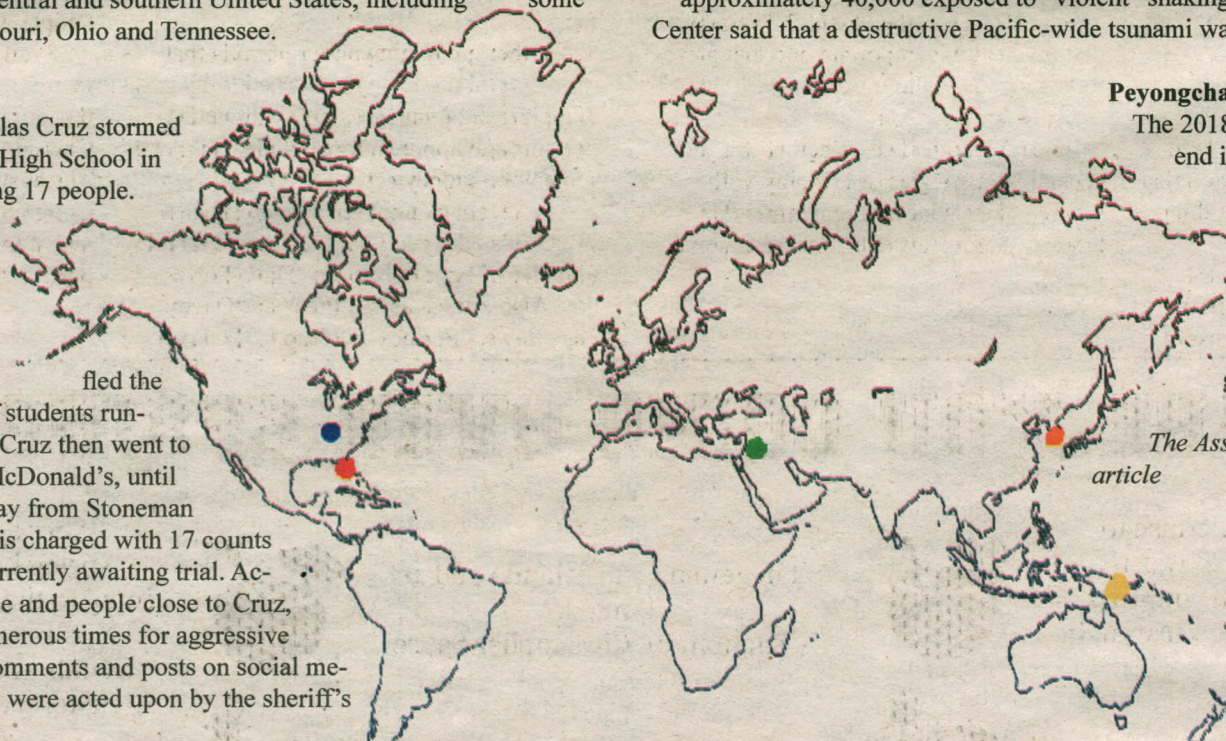 central and southern United States, including some
ouri, Ohio and Tennessee.
approximately 40,000 exposed to "violent" shaking
Center said that a destructive Pacific-wide tsunami wa
las Cruz stormed
High School in
ng 17 people.
Peyongcha
The 2018
end i
fled the
students run-
Cruz then went to
McDonald's, until
ay from Stoneman
is charged with 17 counts
rrently awaiting trial. Ac-
e and people close to Cruz,
nerous times for aggressive
omments and posts on social me-
were acted upon by the sheriff's
The Ass
article